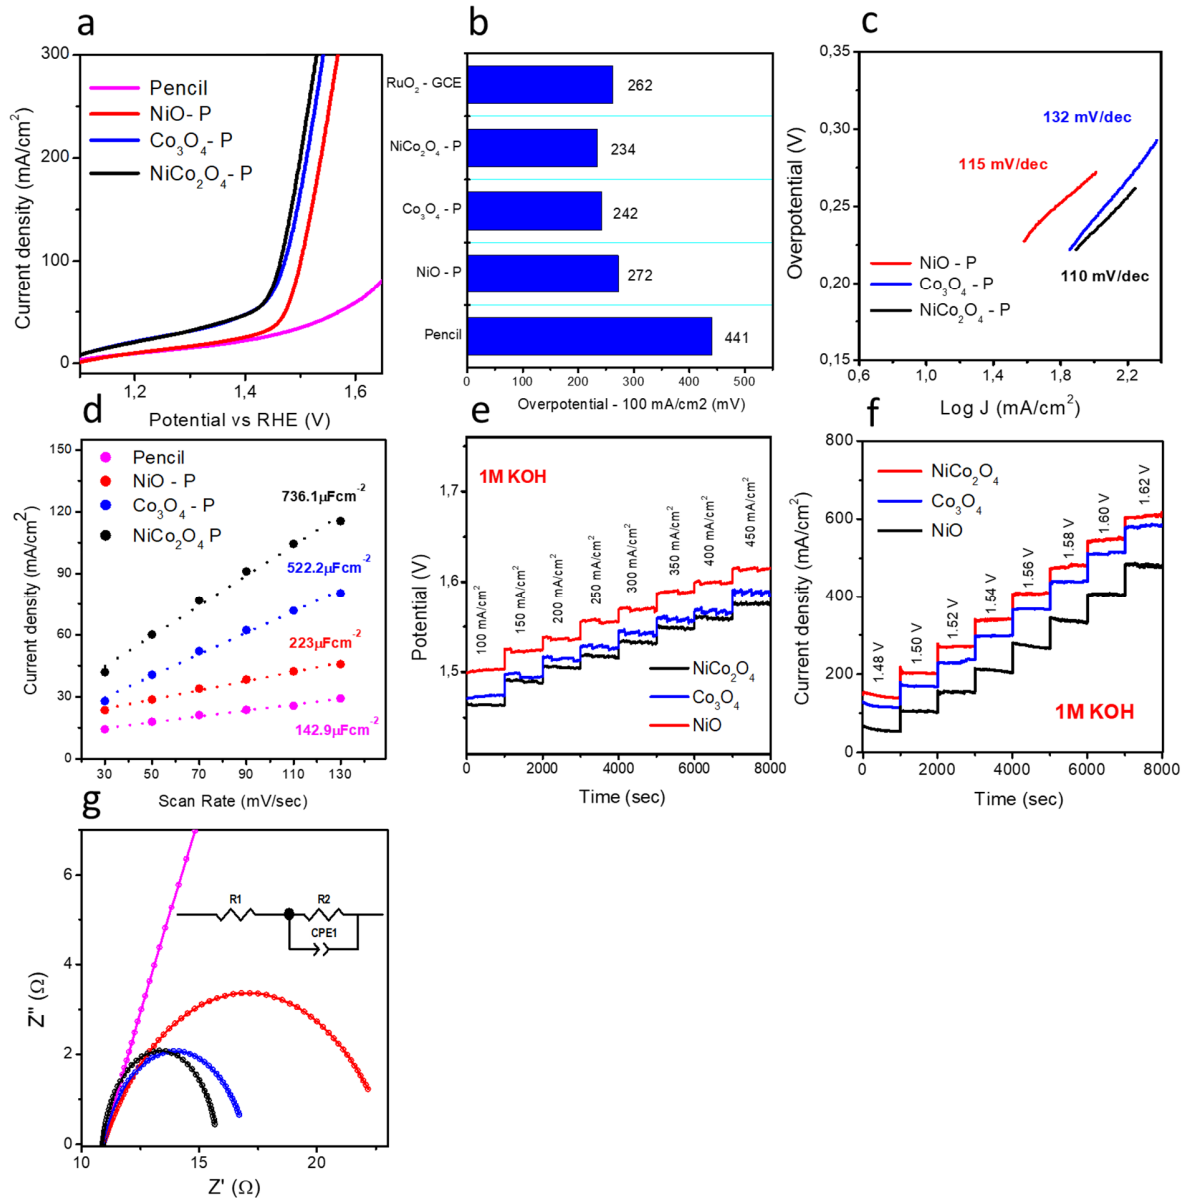 a
300
200
100
0
1,2
1,4
1,6
Current density (mA/cm²)
Potential vs RHE (V)
Pencil
NiO- P
Co₃O₄- P
NiCo₂O₄- P
b
RuO₂ - GCE
NiCo₂O₄ - P
Co₃O₄ - P
NiO - P
Pencil
262
234
242
272
441
0
100
200
300
400
500
Overpotential - 100 mA/cm2 (mV)
c
0,35
0,30
0,25
0,20
0,15
0,6
1,0
1,4
1,8
2,2
Overpotential (V)
Log J (mA/cm²)
132 mV/dec
115 mV/dec
110 mV/dec
NiO - P
Co₃O₄ - P
NiCo₂O₄ - P
d
150
120
90
60
30
0
30
50
70
90
110
130
Current density (mA/cm²)
Scan Rate (mV/sec)
Pencil
NiO - P
Co₃O₄ - P
NiCo₂O₄ P
736.1µFcm⁻²
522.2µFcm⁻²
223µFcm⁻²
142.9µFcm⁻²
e
1M KOH
1,7
1,6
1,5
1,4
0
2000
4000
6000
8000
Potential (V)
Time (sec)
100 mA/cm²
150 mA/cm²
200 mA/cm²
250 mA/cm²
300 mA/cm²
350 mA/cm²
400 mA/cm²
450 mA/cm²
NiCo₂O₄
Co₃O₄
NiO
f
800
600
400
200
0
0
2000
4000
6000
8000
Current density (mA/cm²)
Time (sec)
NiCo₂O₄
Co₃O₄
NiO
1.48 V
1.50 V
1.52 V
1.54 V
1.56 V
1.58 V
1.60 V
1.62 V
1M KOH
g
6
4
2
0
10
15
20
Z'' (Ω)
Z' (Ω)
R1
R2
CPE1